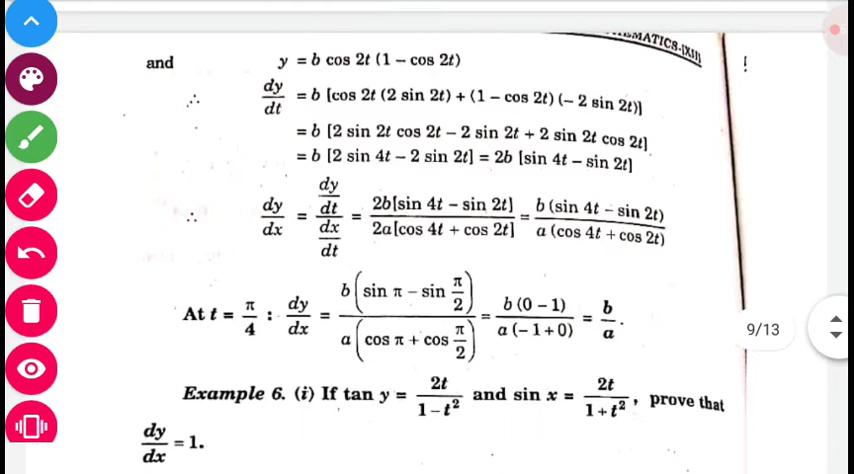 MATICS-(XII)
and y = b cos 2t (1 – cos 2t)
∴ dy/dt = b [cos 2t (2 sin 2t) + (1 – cos 2t) (– 2 sin 2t)]
= b [2 sin 2t cos 2t – 2 sin 2t + 2 sin 2t cos 2t]
= b [2 sin 4t – 2 sin 2t] = 2b [sin 4t – sin 2t]
∴ dy/dx = (dy/dt)/(dx/dt) = 2b[sin 4t – sin 2t]/2a[cos 4t + cos 2t] = b (sin 4t – sin 2t)/a (cos 4t + cos 2t)
At t = π/4 : dy/dx = b(sin π – sin π/2)/a(cos π + cos π/2) = b (0 – 1)/a (– 1 + 0) = b/a.
9/13
Example 6. (i) If tan y = 2t/1 – t² and sin x = 2t/1 + t², prove that
dy/dx = 1.